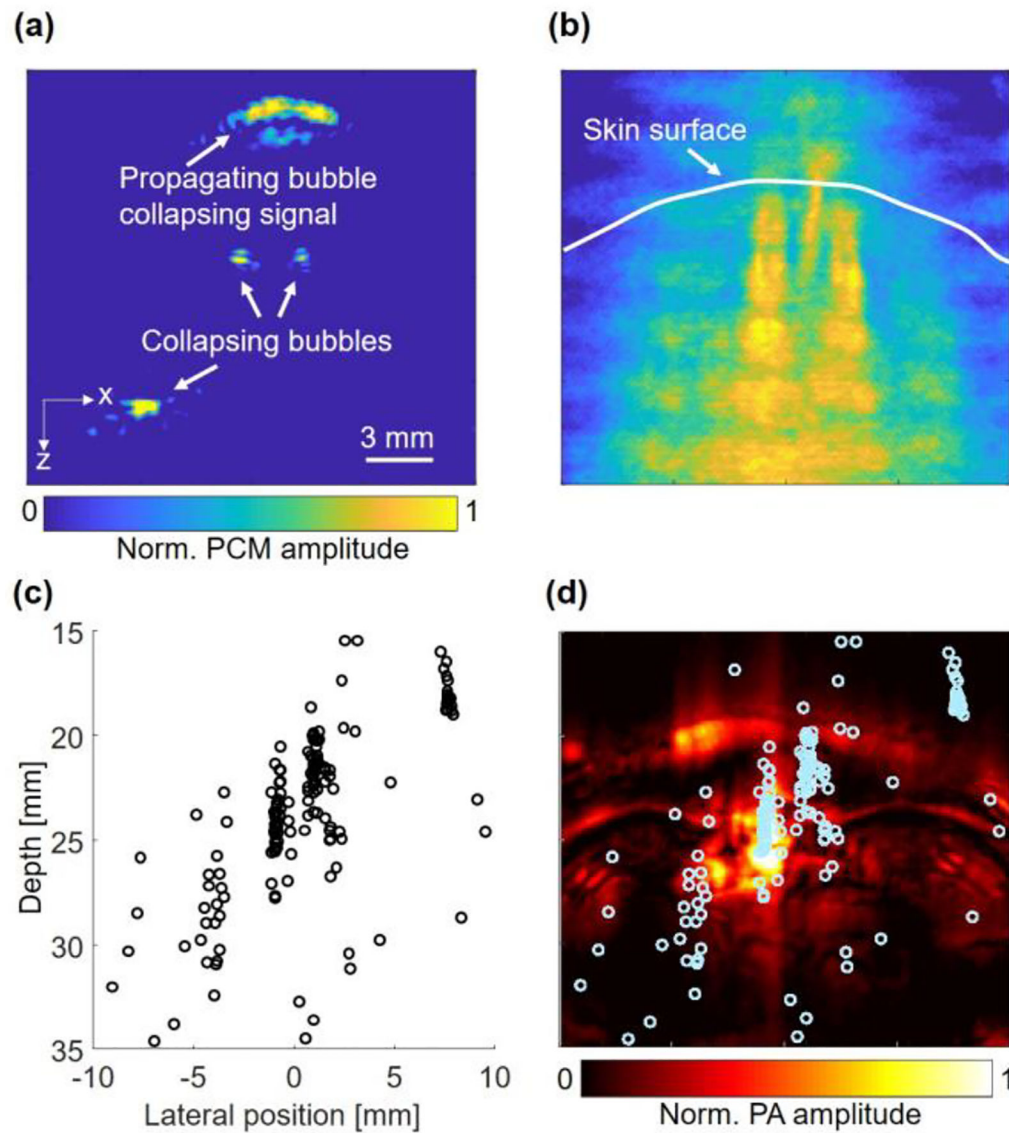 (a)
Propagating bubble
collapsing signal
Collapsing bubbles
X
Z
3 mm
0
1
Norm. PCM amplitude
(b)
Skin surface
(c)
15
20
25
30
35
Depth [mm]
-10
-5
0
5
10
Lateral position [mm]
(d)
0
1
Norm. PA amplitude